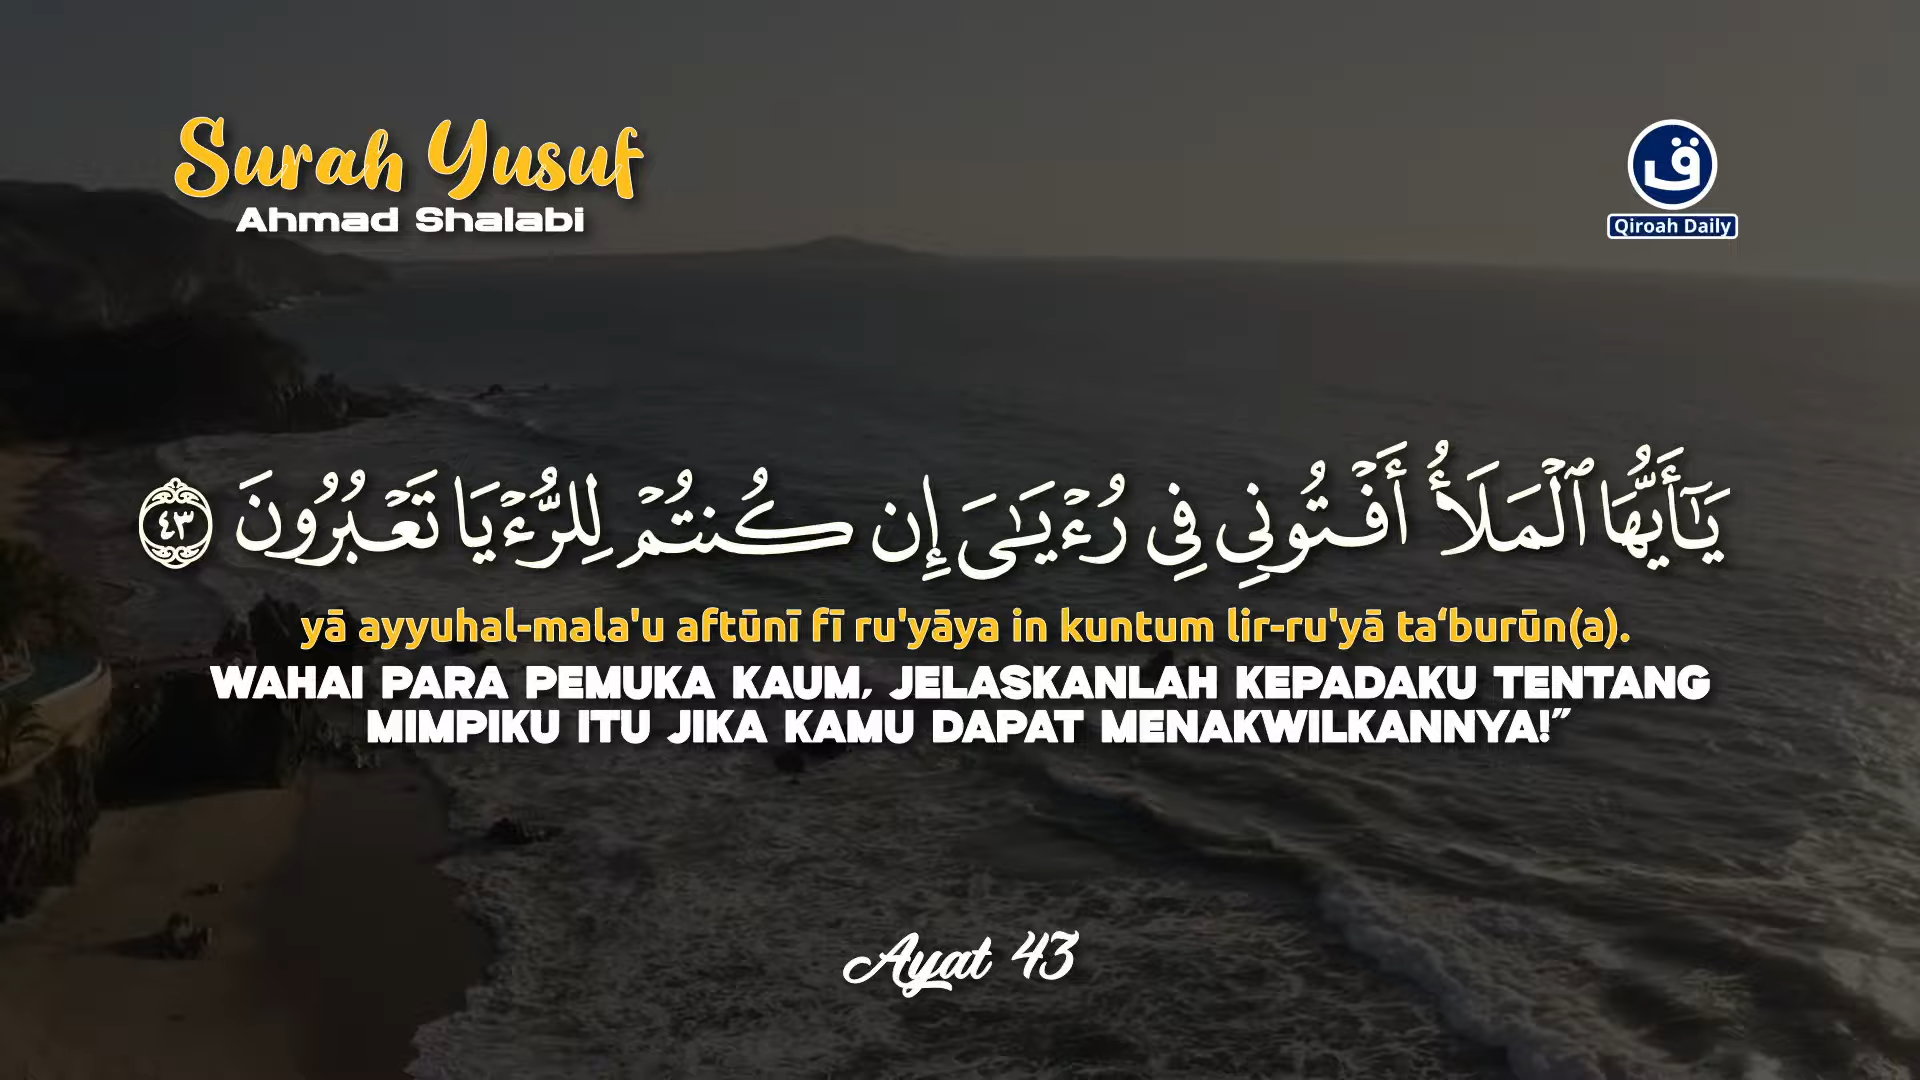 Surah Yusuf
Ahmad Shalabi
ق
Qiroah Daily
يَـٰٓأَيُّهَا ٱلْمَلَأُ أَفْتُونِي فِي رُءْيَـٰيَ إِن كُنتُمْ لِلرُّءْيَا تَعْبُرُونَ ٤٣
yā ayyuhal-mala'u aftūnī fī ru'yāya in kuntum lir-ru'yā ta‘burūn(a).
WAHAI PARA PEMUKA KAUM, JELASKANLAH KEPADAKU TENTANG
MIMPIKU ITU JIKA KAMU DAPAT MENAKWILKANNYA!”
Ayat 43